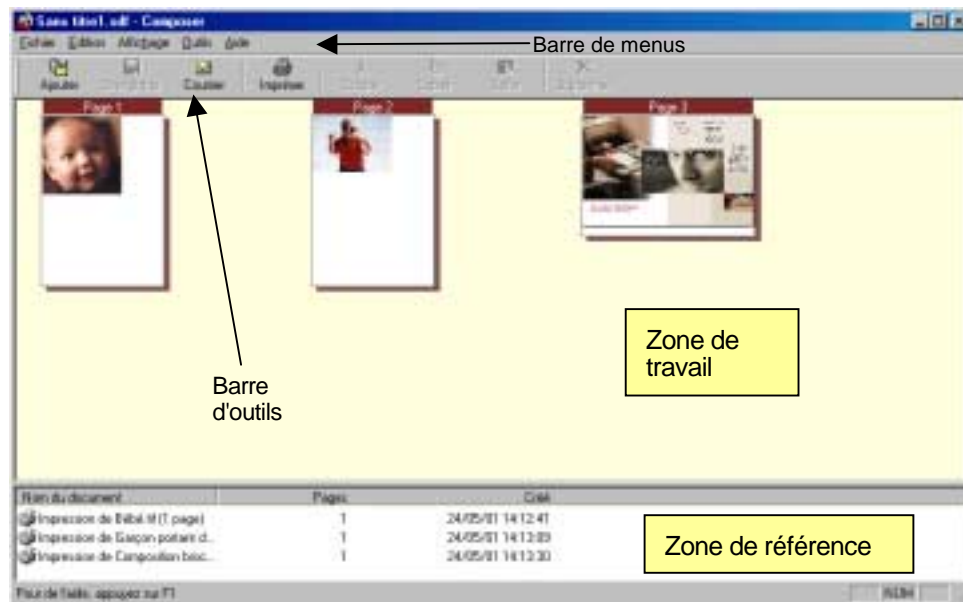 Sans titre1.sdf - Composer
Fichier Edition Affichage Outils Aide
Barre de menus
Ajouter Courrier Imprimer
Page 1 Page 2 Page 3
Zone de
travail
Barre
d'outils
Nom du document Pages Créé
Impression de Bébé.tif (1 page) 1 24/05/01 14:12:41
Impression de Garçon portant d... 1 24/05/01 14:13:09
Impression de Composition broc... 1 24/05/01 14:13:30
Zone de référence
Pour de l'aide, appuyez sur F1 NUM